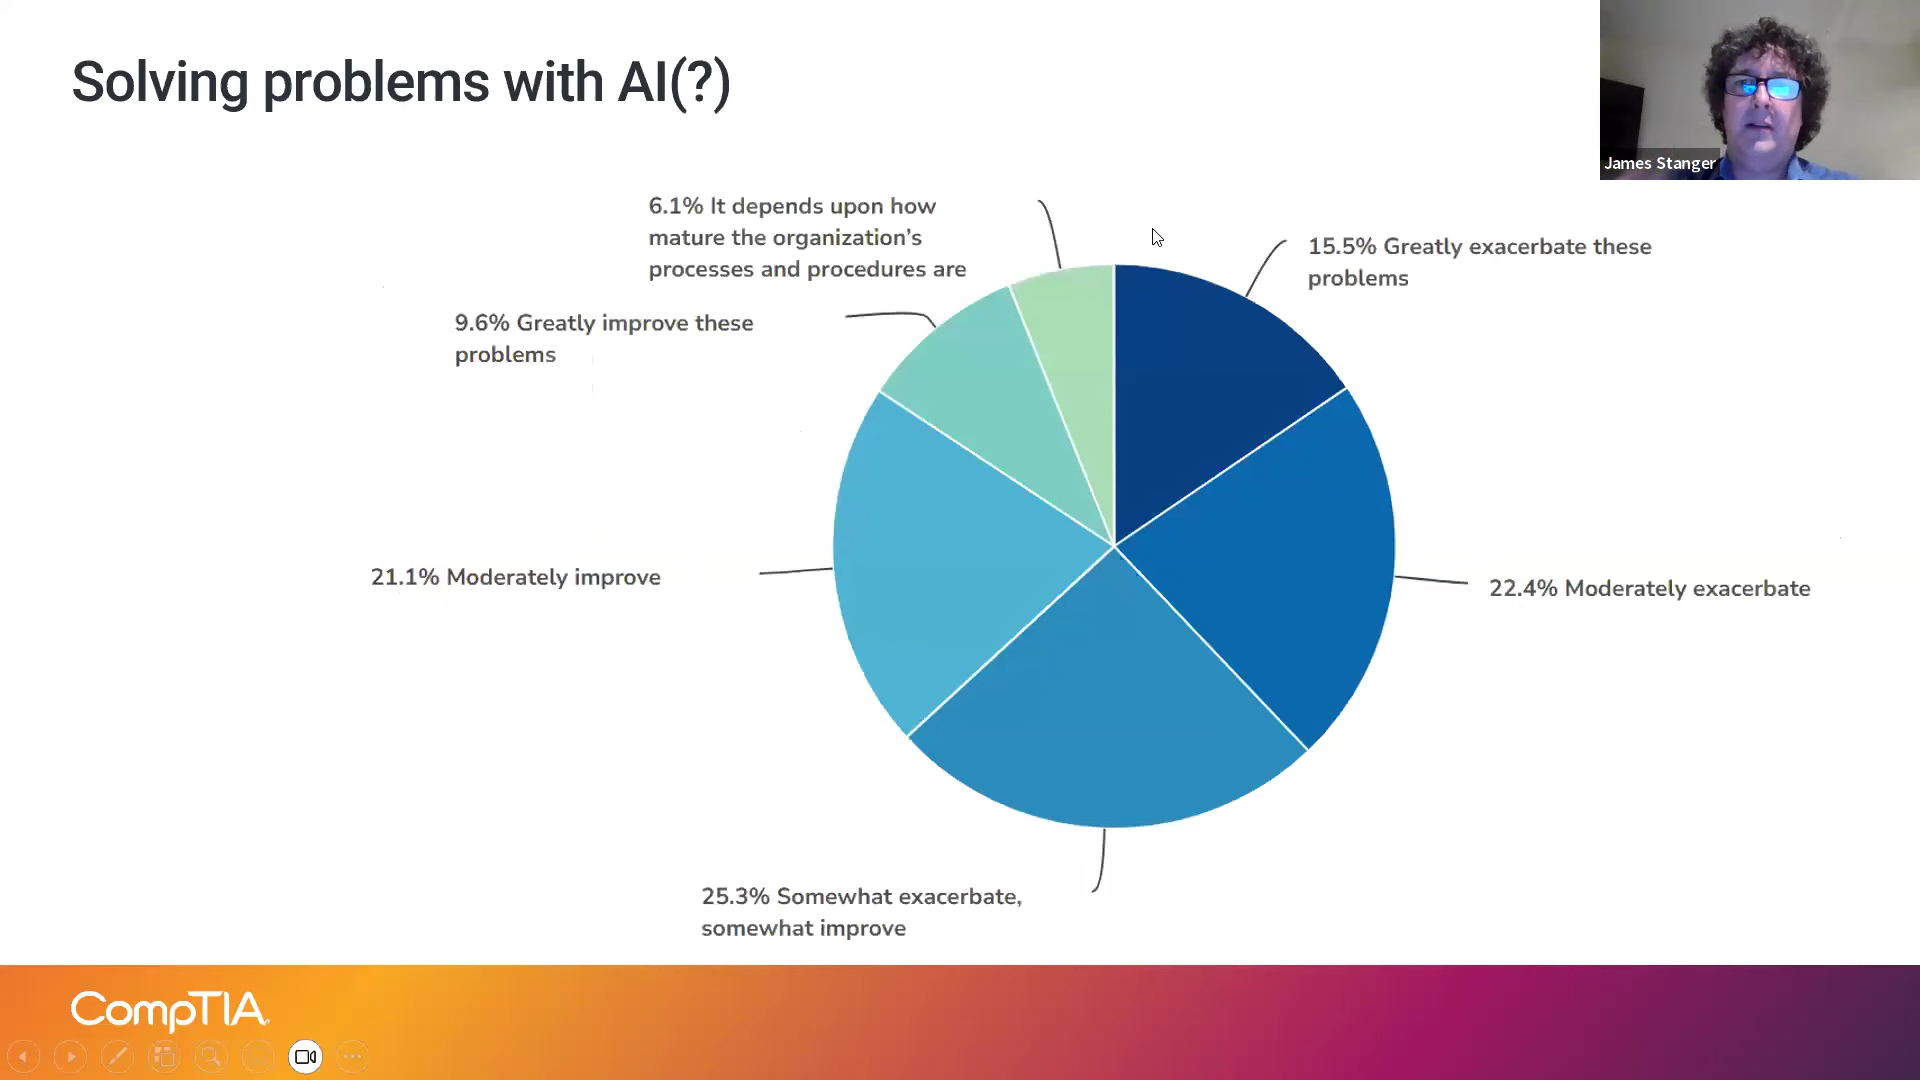 Solving problems with AI(?)
James Stanger
6.1% It depends upon how
mature the organization's
processes and procedures are
15.5% Greatly exacerbate these
problems
9.6% Greatly improve these
problems
21.1% Moderately improve
22.4% Moderately exacerbate
25.3% Somewhat exacerbate,
somewhat improve
CompTIA